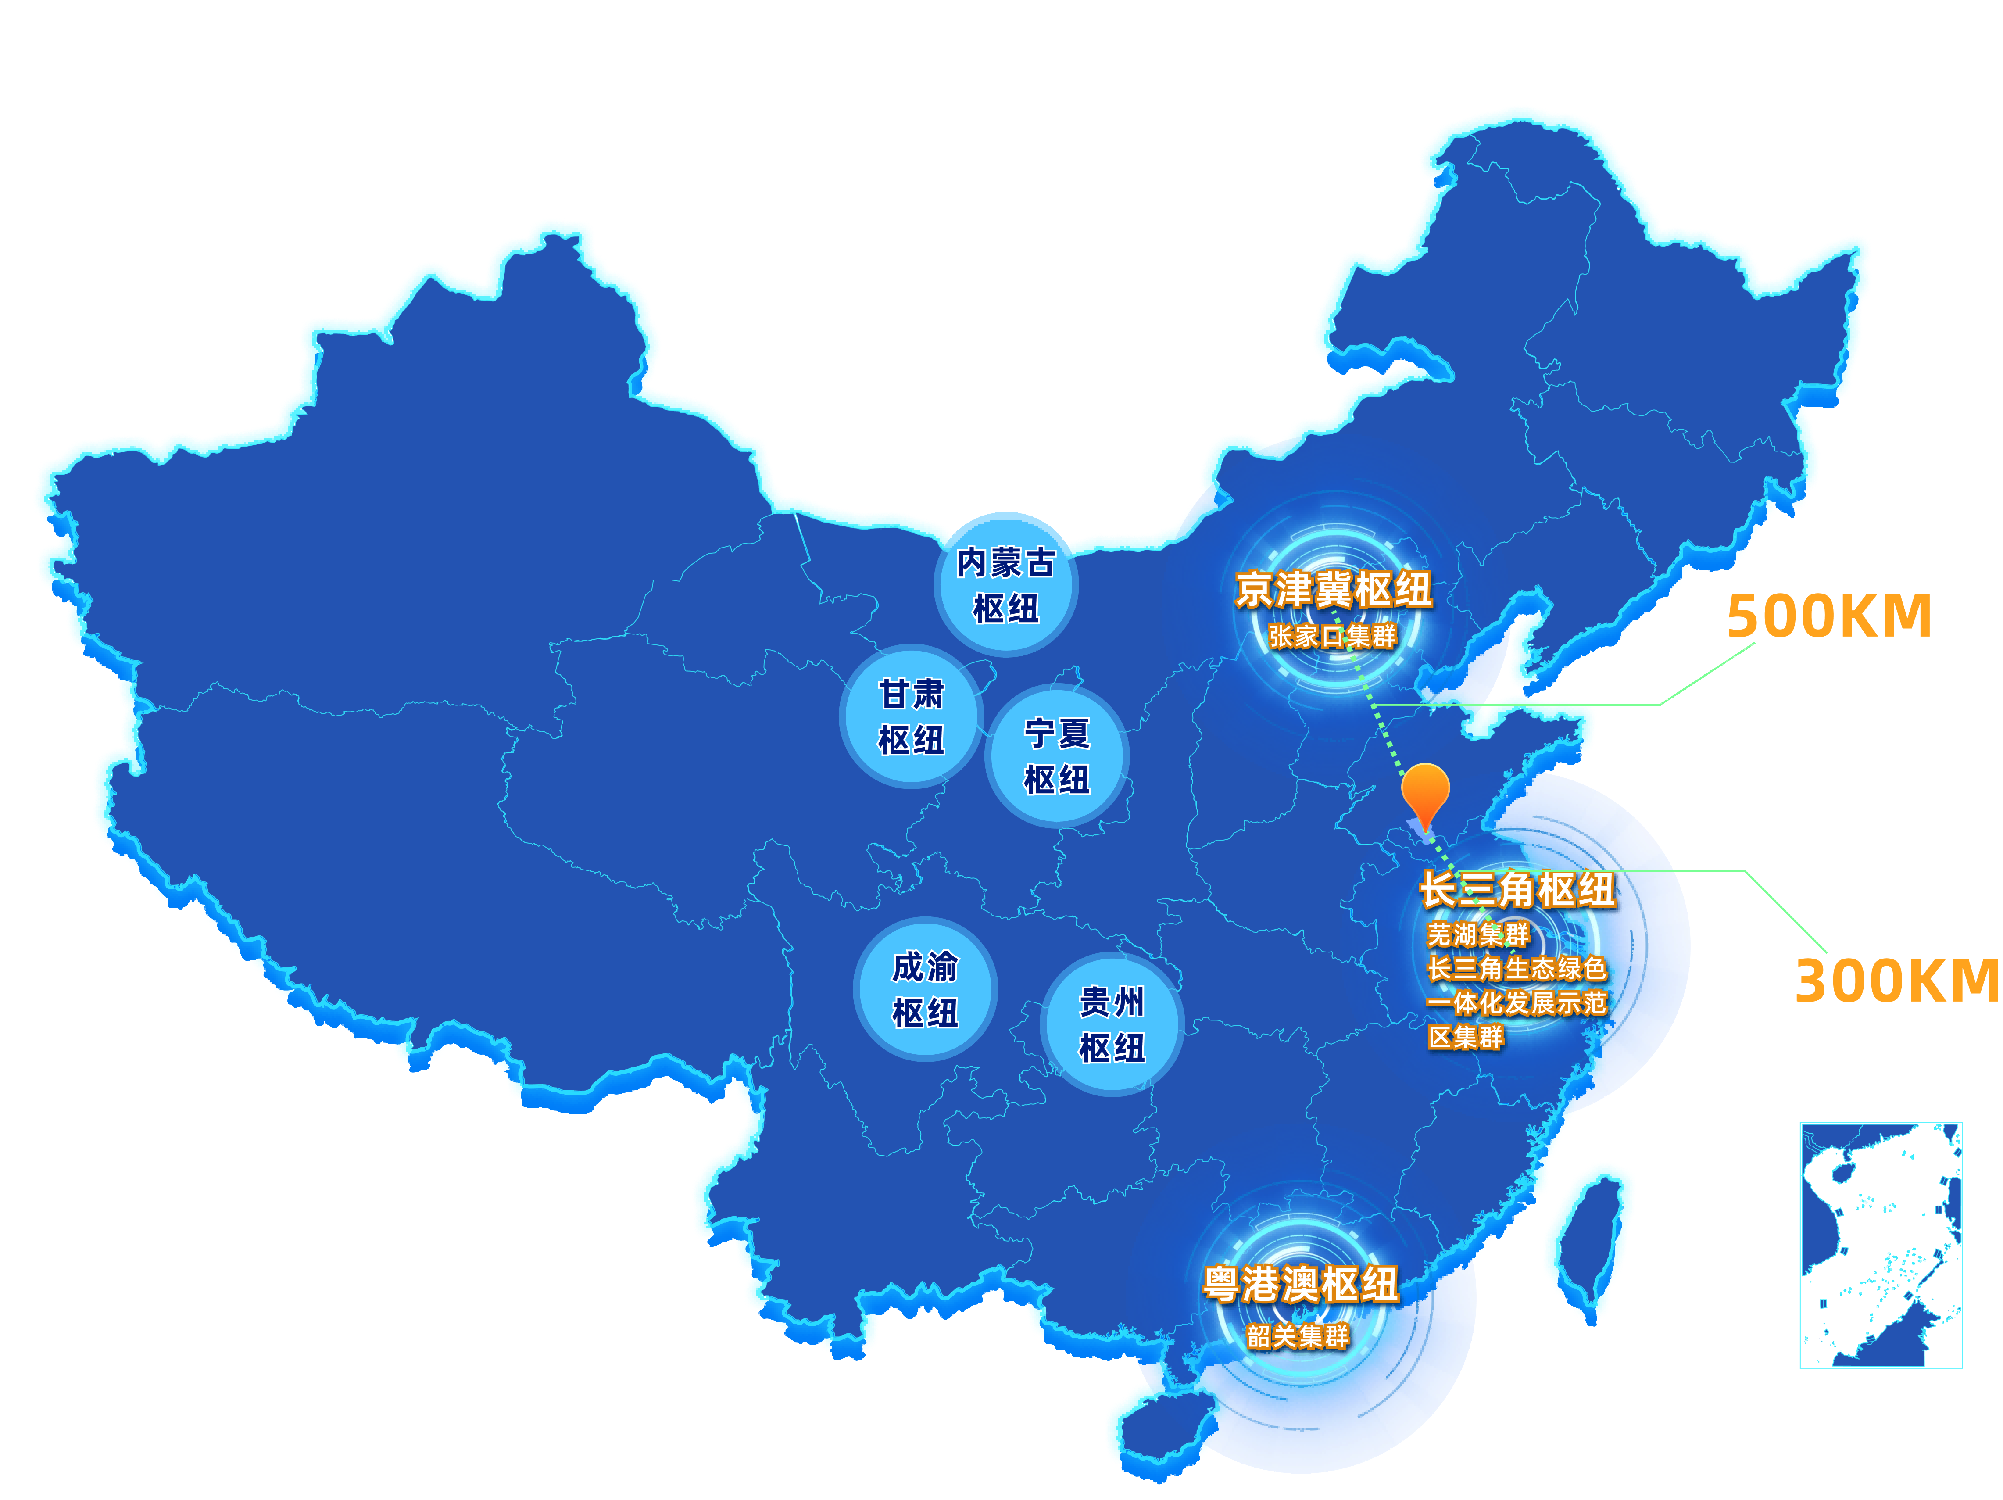 内蒙古
枢纽
京津冀枢纽
张家口集群
500KM
甘肃
枢纽
宁夏
枢纽
长三角枢纽
芜湖集群
长三角生态绿色
一体化发展示范
区集群
300KM
成渝
枢纽
贵州
枢纽
粤港澳枢纽
韶关集群